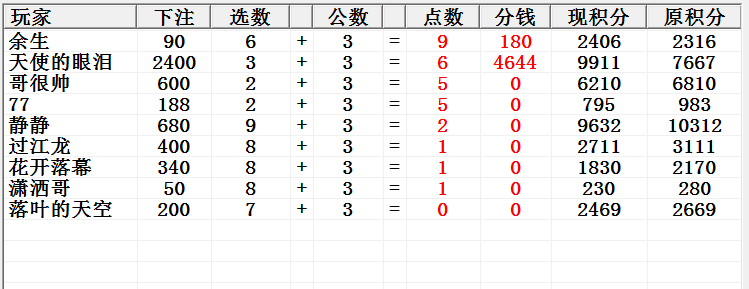 玩家 下注 选数 公数 点数 分钱 现积分 原积分
余生 90 6 + 3 = 9 180 2406 2316
天使的眼泪 2400 3 + 3 = 6 4644 9911 7667
哥很帅 600 2 + 3 = 5 0 6210 6810
77 188 2 + 3 = 5 0 795 983
静静 680 9 + 3 = 2 0 9632 10312
过江龙 400 8 + 3 = 1 0 2711 3111
花开落幕 340 8 + 3 = 1 0 1830 2170
潇洒哥 50 8 + 3 = 1 0 230 280
落叶的天空 200 7 + 3 = 0 0 2469 2669